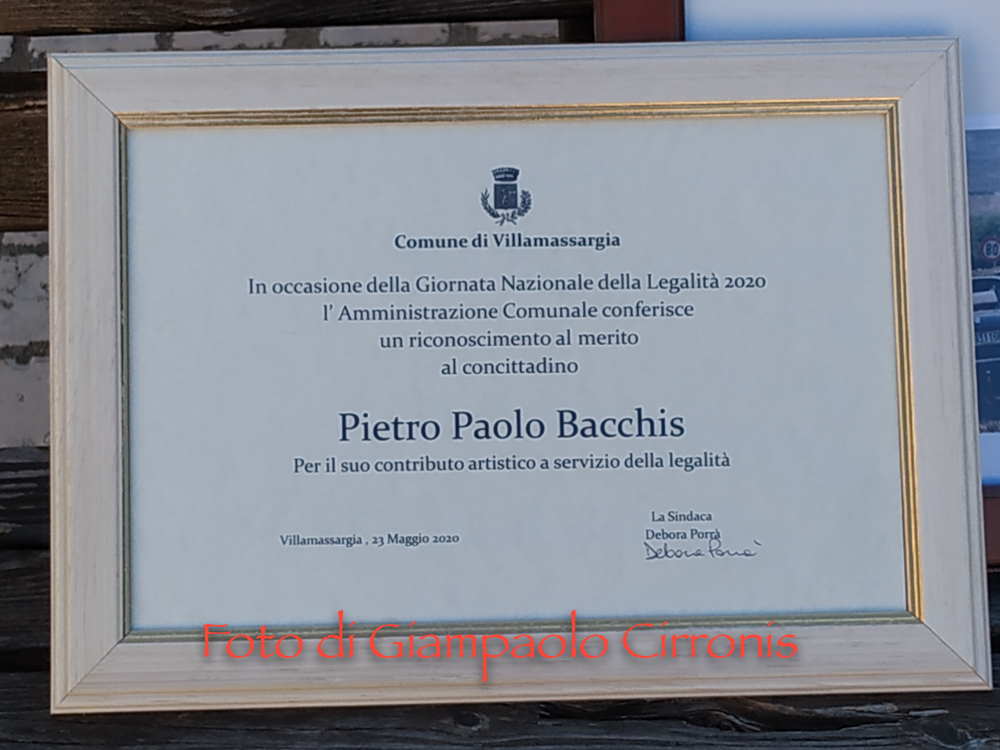 Comune di Villamassargia
In occasione della Giornata Nazionale della Legalità 2020
l' Amministrazione Comunale conferisce
un riconoscimento al merito
al concittadino
Pietro Paolo Bacchis
Per il suo contributo artistico a servizio della legalità
La Sindaca
Villamassargia , 23 Maggio 2020
Debora Porrà
Debora Porrà
Foto di Giampaolo Cirronis
80